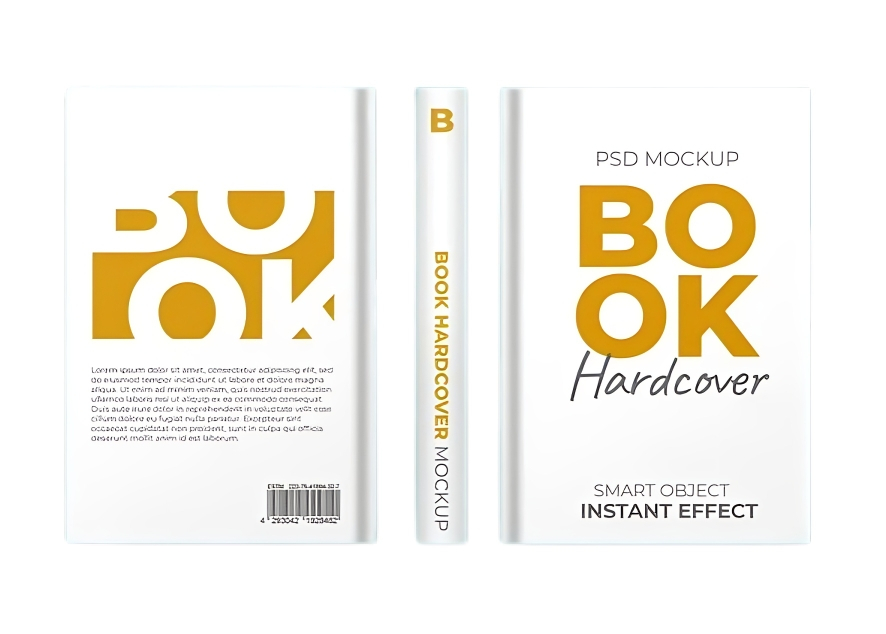 BO
OK
Lorem ipsum dolor sit amet, consectetur adipiscing elit, sed
do eiusmod tempor incididunt ut labore et dolore magna
aliqua. Ut enim ad minim veniam, quis nostrud exercitation
ullamco laboris nisi ut aliquip ex ea commodo consequat.
Duis aute irure dolor in reprehenderit in voluptate velit esse
cillum dolore eu fugiat nulla pariatur. Excepteur sint
occaecat cupidatat non proident, sunt in culpa qui officia
deserunt mollit anim id est laborum.
B
BOOK HARDCOVER MOCKUP
PSD MOCKUP
BO
OK
Hardcover
SMART OBJECT
INSTANT EFFECT